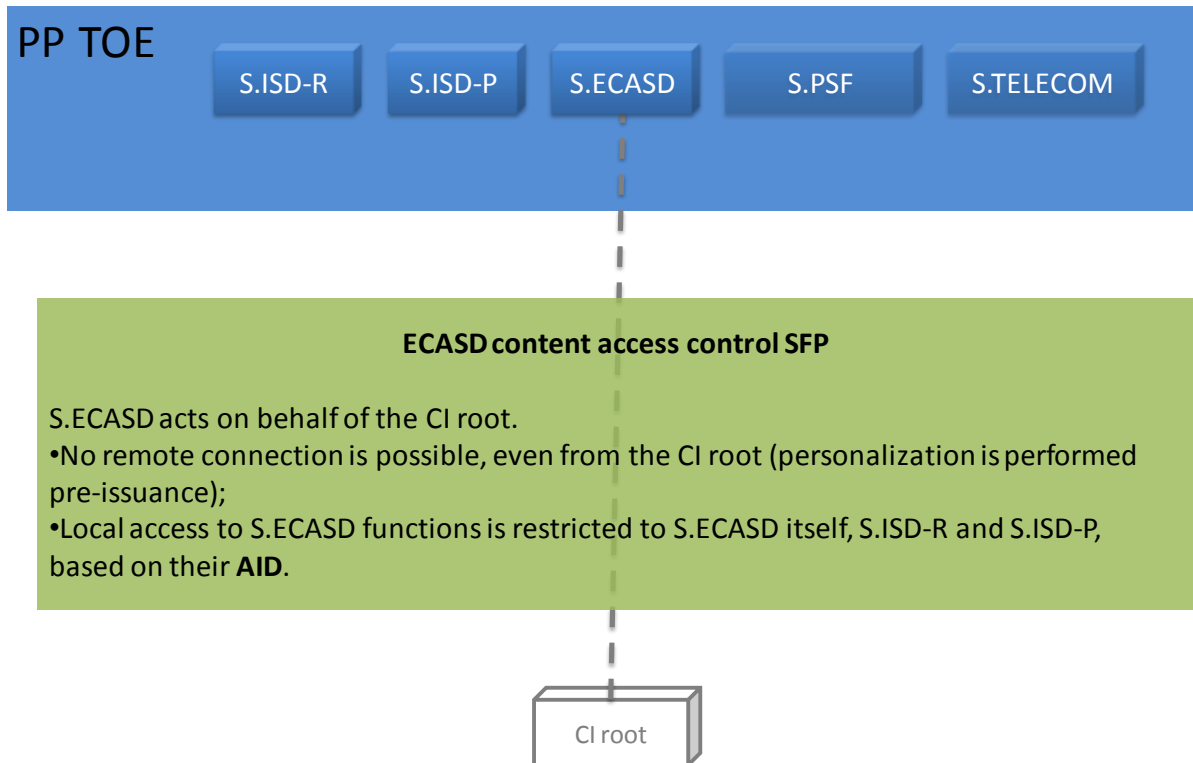 PP TOE
S.ISD-R
S.ISD-P
S.ECASD
S.PSF
S.TELECOM
ECASD content access control SFP
S.ECASD acts on behalf of the CI root.
•No remote connection is possible, even from the CI root (personalization is performed
pre-issuance);
•Local access to S.ECASD functions is restricted to S.ECASD itself, S.ISD-R and S.ISD-P,
based on their AID.
CI root